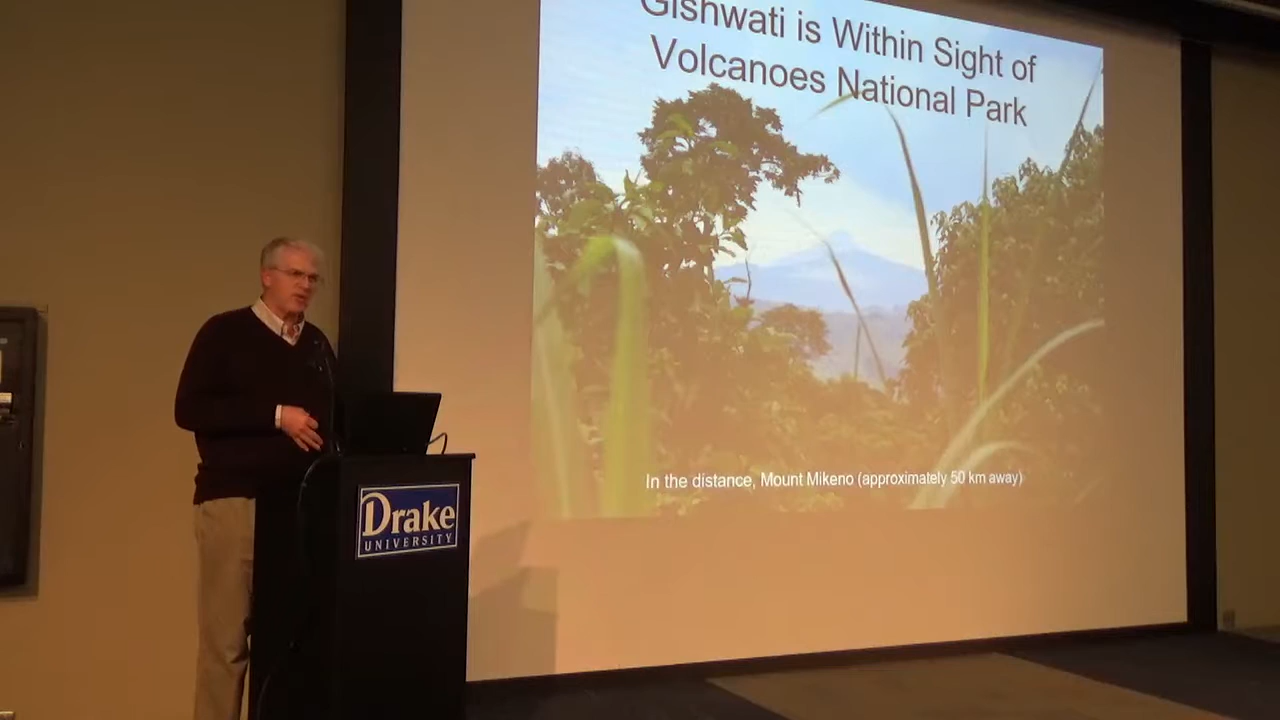 Gishwati is Within Sight of
Volcanoes National Park
In the distance, Mount Mikeno (approximately 50 km away)
Drake
UNIVERSITY